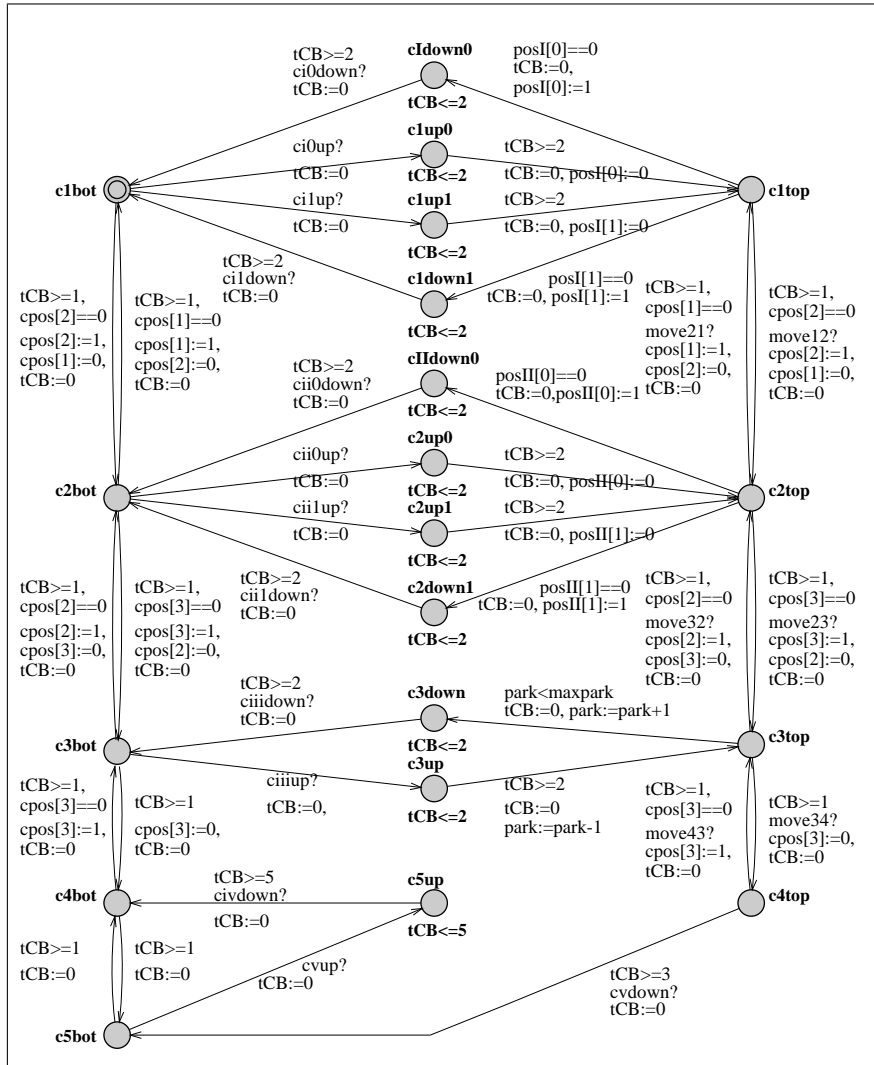 cIdown0
tCB>=2
ci0down?
tCB:=0
posI[0]==0
tCB:=0,
posI[0]:=1
tCB<=2
c1up0
ci0up?
tCB>=2
tCB:=0
tCB<=2
tCB:=0, posI[0]:=0
c1bot
c1top
ci1up?
c1up1
tCB>=2
tCB:=0
tCB:=0, posI[1]:=0
tCB<=2
tCB>=2
ci1down?
tCB:=0
c1down1
posI[1]==0
tCB:=0, posI[1]:=1
tCB<=2
tCB>=1,
cpos[2]==0
cpos[2]:=1,
cpos[1]:=0,
tCB:=0
tCB>=1,
cpos[1]==0
cpos[1]:=1,
cpos[2]:=0,
tCB:=0
tCB>=1,
cpos[1]==0
move21?
cpos[1]:=1,
cpos[2]:=0,
tCB:=0
tCB>=1,
cpos[2]==0
move12?
cpos[2]:=1,
cpos[1]:=0,
tCB:=0
tCB>=2
cii0down?
tCB:=0
cIIdown0
posII[0]==0
tCB:=0,posII[0]:=1
tCB<=2
c2up0
cii0up?
tCB>=2
tCB:=0
tCB<=2
tCB:=0, posII[0]:=0
c2bot
c2top
cii1up?
c2up1
tCB>=2
tCB:=0
tCB:=0, posII[1]:=0
tCB<=2
tCB>=2
cii1down?
tCB:=0
c2down1
posII[1]==0
tCB:=0, posII[1]:=1
tCB<=2
tCB>=1,
cpos[2]==0
cpos[2]:=1,
cpos[3]:=0,
tCB:=0
tCB>=1,
cpos[3]==0
cpos[3]:=1,
cpos[2]:=0,
tCB:=0
tCB>=1,
cpos[2]==0
move32?
cpos[2]:=1,
cpos[3]:=0,
tCB:=0
tCB>=1,
cpos[3]==0
move23?
cpos[3]:=1,
cpos[2]:=0,
tCB:=0
tCB>=2
ciiidown?
tCB:=0
c3down
park<maxpark
tCB:=0, park:=park+1
tCB<=2
c3bot
c3top
ciiiup?
tCB:=0,
c3up
tCB<=2
tCB>=2
tCB:=0
park:=park-1
tCB>=1,
cpos[3]==0
cpos[3]:=1,
tCB:=0
tCB>=1
cpos[3]:=0,
tCB:=0
tCB>=1,
cpos[3]==0
move43?
cpos[3]:=1,
tCB:=0
tCB>=1
move34?
cpos[3]:=0,
tCB:=0
c4bot
tCB>=5
civdown?
tCB:=0
c5up
tCB<=5
c4top
tCB>=1
tCB:=0
tCB>=1
tCB:=0
cvup?
tCB:=0
tCB>=3
cvdown?
tCB:=0
c5bot